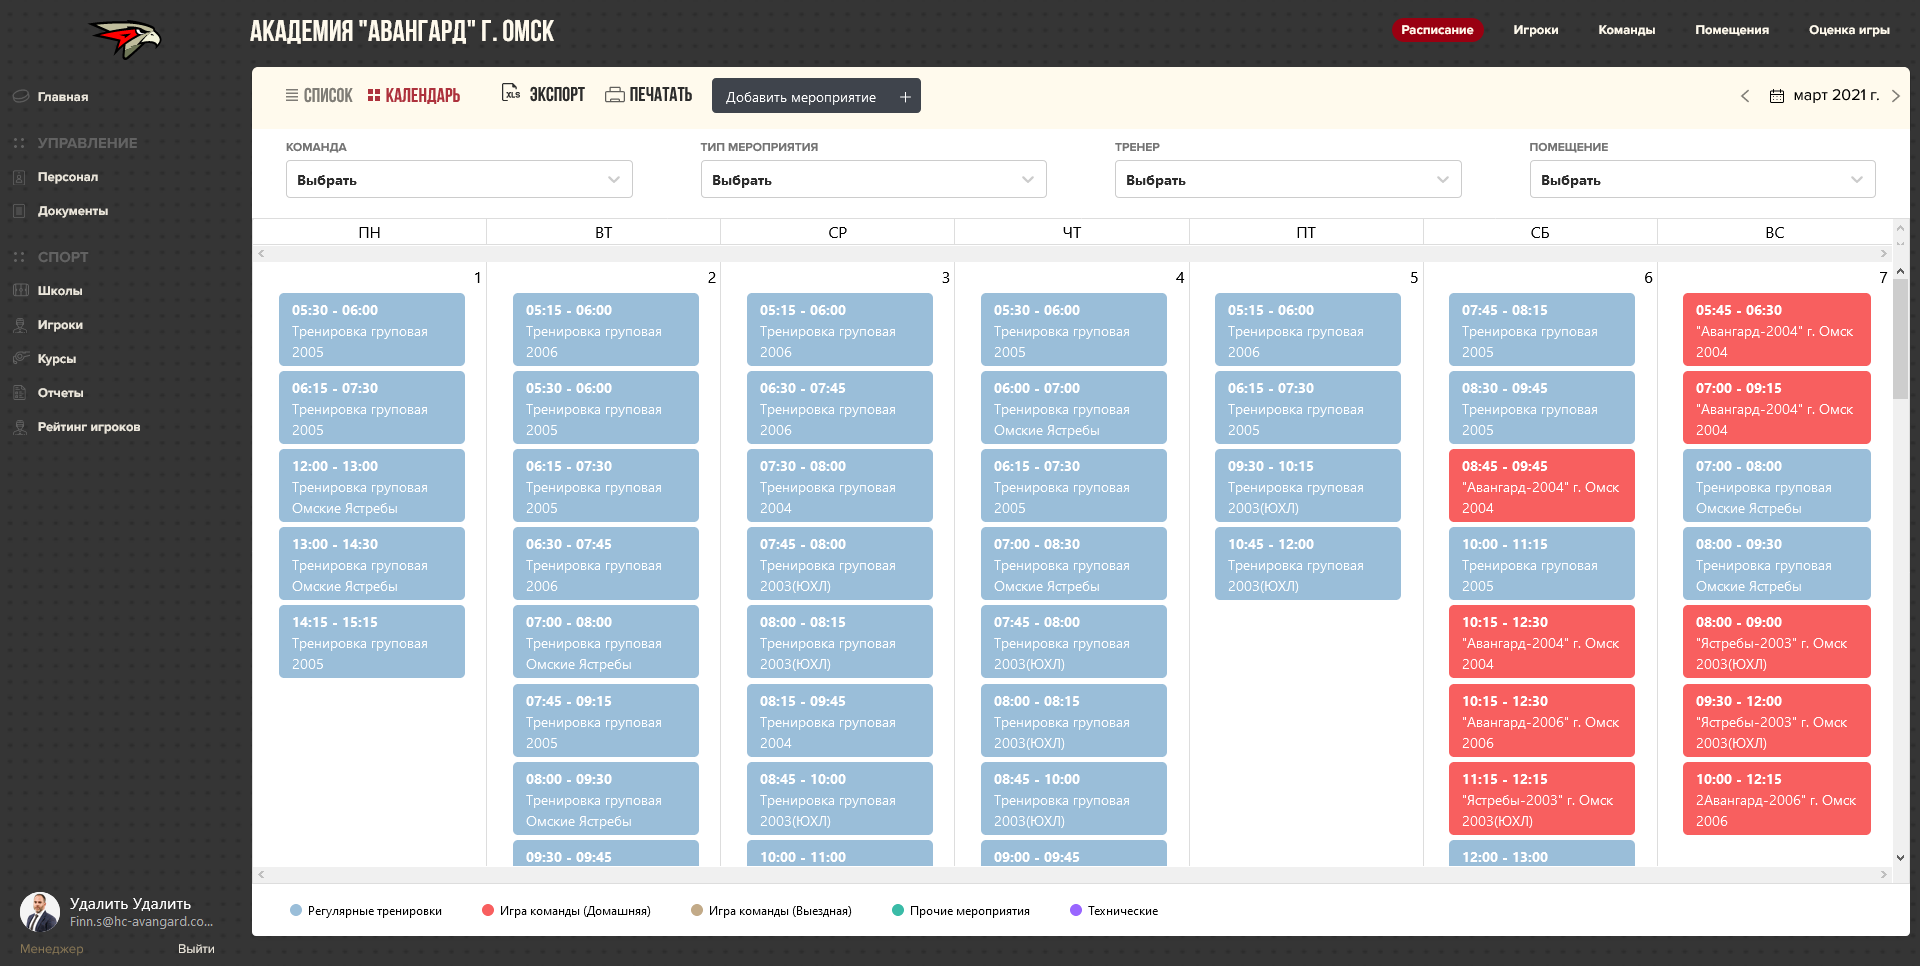 АКАДЕМИЯ "АВАНГАРД" Г. ОМСК
Расписание
Игроки
Команды
Помещения
Оценка игры
Главная
УПРАВЛЕНИЕ
Персонал
Документы
СПОРТ
Школы
Игроки
Курсы
Отчеты
Рейтинг игроков
Удалить Удалить
Finn.s@hc-avangard.co...
Менеджер
Выйти
СПИСОК
КАЛЕНДАРЬ
XLS
ЭКСПОРТ
ПЕЧАТАТЬ
Добавить мероприятие
март 2021 г.
КОМАНДА
Выбрать
ТИП МЕРОПРИЯТИЯ
Выбрать
ТРЕНЕР
Выбрать
ПОМЕЩЕНИЕ
Выбрать
ПН
ВТ
СР
ЧТ
ПТ
СБ
ВС
1
05:30 - 06:00
Тренировка груповая
2005
06:15 - 07:30
Тренировка груповая
2005
12:00 - 13:00
Тренировка груповая
Омские Ястребы
13:00 - 14:30
Тренировка груповая
Омские Ястребы
14:15 - 15:15
Тренировка груповая
2005
2
05:15 - 06:00
Тренировка груповая
2006
05:30 - 06:00
Тренировка груповая
2005
06:15 - 07:30
Тренировка груповая
2005
06:30 - 07:45
Тренировка груповая
2006
07:00 - 08:00
Тренировка груповая
Омские Ястребы
07:45 - 09:15
Тренировка груповая
2005
08:00 - 09:30
Тренировка груповая
Омские Ястребы
09:30 - 09:45
3
05:15 - 06:00
Тренировка груповая
2006
06:30 - 07:45
Тренировка груповая
2006
07:30 - 08:00
Тренировка груповая
2004
07:45 - 08:00
Тренировка груповая
2003(ЮХЛ)
08:00 - 08:15
Тренировка груповая
2003(ЮХЛ)
08:15 - 09:45
Тренировка груповая
2004
08:45 - 10:00
Тренировка груповая
2003(ЮХЛ)
10:00 - 11:00
4
05:30 - 06:00
Тренировка груповая
2005
06:00 - 07:00
Тренировка груповая
Омские Ястребы
06:15 - 07:30
Тренировка груповая
2005
07:00 - 08:30
Тренировка груповая
Омские Ястребы
07:45 - 08:00
Тренировка груповая
2003(ЮХЛ)
08:00 - 08:15
Тренировка груповая
2003(ЮХЛ)
08:45 - 10:00
Тренировка груповая
2003(ЮХЛ)
09:00 - 09:45
5
05:15 - 06:00
Тренировка груповая
2006
06:15 - 07:30
Тренировка груповая
2005
09:30 - 10:15
Тренировка груповая
2003(ЮХЛ)
10:45 - 12:00
Тренировка груповая
2003(ЮХЛ)
6
07:45 - 08:15
Тренировка груповая
2005
08:30 - 09:45
Тренировка груповая
2005
08:45 - 09:45
"Авангард-2004" г. Омск
2004
10:00 - 11:15
Тренировка груповая
2005
10:15 - 12:30
"Авангард-2004" г. Омск
2004
10:15 - 12:30
"Авангард-2006" г. Омск
2006
11:15 - 12:15
"Ястребы-2003" г. Омск
2003(ЮХЛ)
12:00 - 13:00
7
05:45 - 06:30
"Авангард-2004" г. Омск
2004
07:00 - 09:15
"Авангард-2004" г. Омск
2004
07:00 - 08:00
Тренировка груповая
Омские Ястребы
08:00 - 09:30
Тренировка груповая
Омские Ястребы
08:00 - 09:00
"Ястребы-2003" г. Омск
2003(ЮХЛ)
09:30 - 12:00
"Ястребы-2003" г. Омск
2003(ЮХЛ)
10:00 - 12:15
2Авангард-2006" г. Омск
2006
Регулярные тренировки
Игра команды (Домашняя)
Игра команды (Выездная)
Прочие мероприятия
Технические